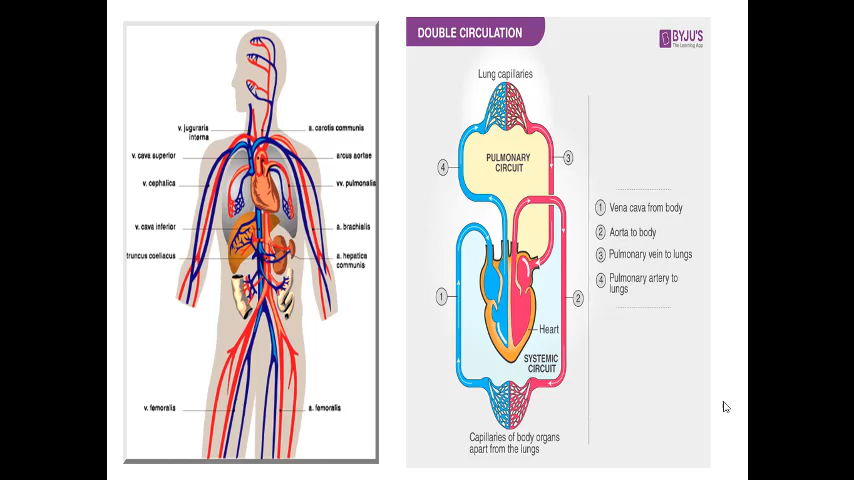 v. juguraris
interna
v. cava superior
v. cephalica
v. cava inferior
truncus coeliacus
v. femoralis
a. carotis communis
arcus aortae
vv. pulmonalis
a. brachialis
a. hepatica
communis
a. femoralis
DOUBLE CIRCULATION
BYJU'S
The Learning App
Lung capillaries
PULMONARY
CIRCUIT
4
3
1
2
Heart
SYSTEMIC
CIRCUIT
Capillaries of body organs
apart from the lungs
1 Vena cava from body
2 Aorta to body
3 Pulmonary vein to lungs
4 Pulmonary artery to
lungs